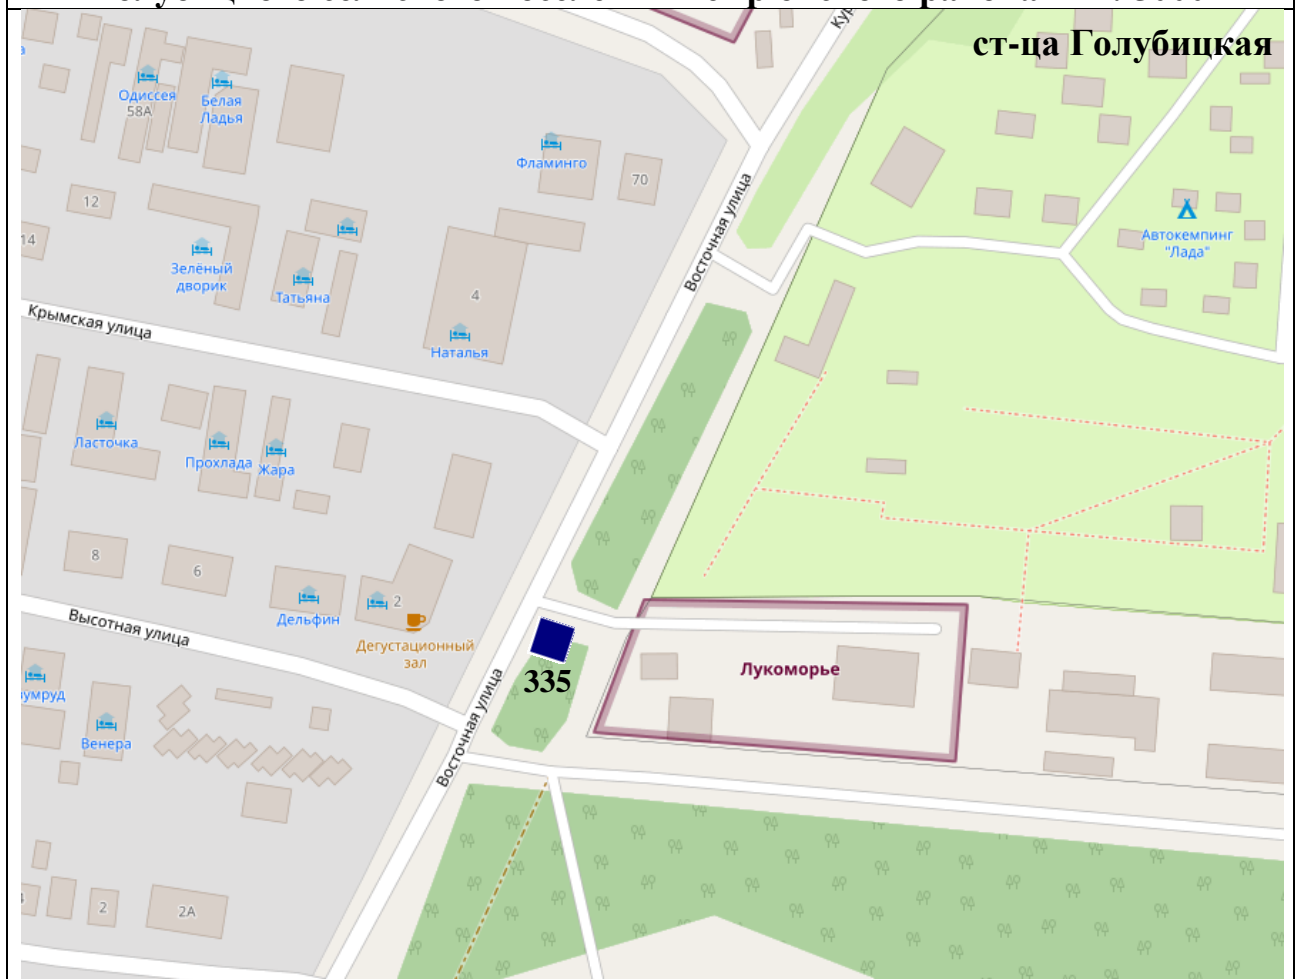 ст-ца Голубицкая
Одиссея
58А
Белая
Ладья
Фламинго
70
12
14
Зелёный
дворик
Татьяна
4
Наталья
Восточная улица
Автокемпинг
"Лада"
Крымская улица
Ласточка
Прохлада
Жара
8
6
Дельфин
2
Дегустационный
зал
Высотная улица
335
Лукоморье
Венера
Восточная улица
2
2А